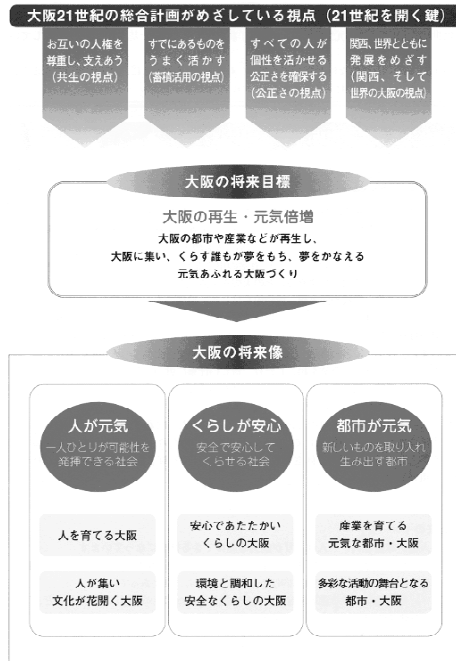 大阪21世紀の総合計画がめざしている視点（21世紀を開く鍵）
お互いの人権を
尊重し、支えあう
（共生の視点）
すでにあるものを
うまく活かす
（蓄積活用の視点）
すべての人が
個性を活かせる
公正さを確保する
（公正さの視点）
関西、世界とともに
発展をめざす
（関西、そして
世界の大阪の視点）
大阪の将来目標
大阪の再生・元気倍増
大阪の都市や産業などが再生し、
大阪に集い、くらす誰もが夢をもち、夢をかなえる
元気あふれる大阪づくり
大阪の将来像
人が元気
一人ひとりが可能性を
発揮できる社会
人を育てる大阪
人が集い
文化が花開く大阪
くらしが安心
安全で安心して
くらせる社会
安心であたたかい
くらしの大阪
環境と調和した
安全なくらしの大阪
都市が元気
新しいものを取り入れ
生み出す都市
産業を育てる
元気な都市・大阪
多彩な活動の舞台となる
都市・大阪